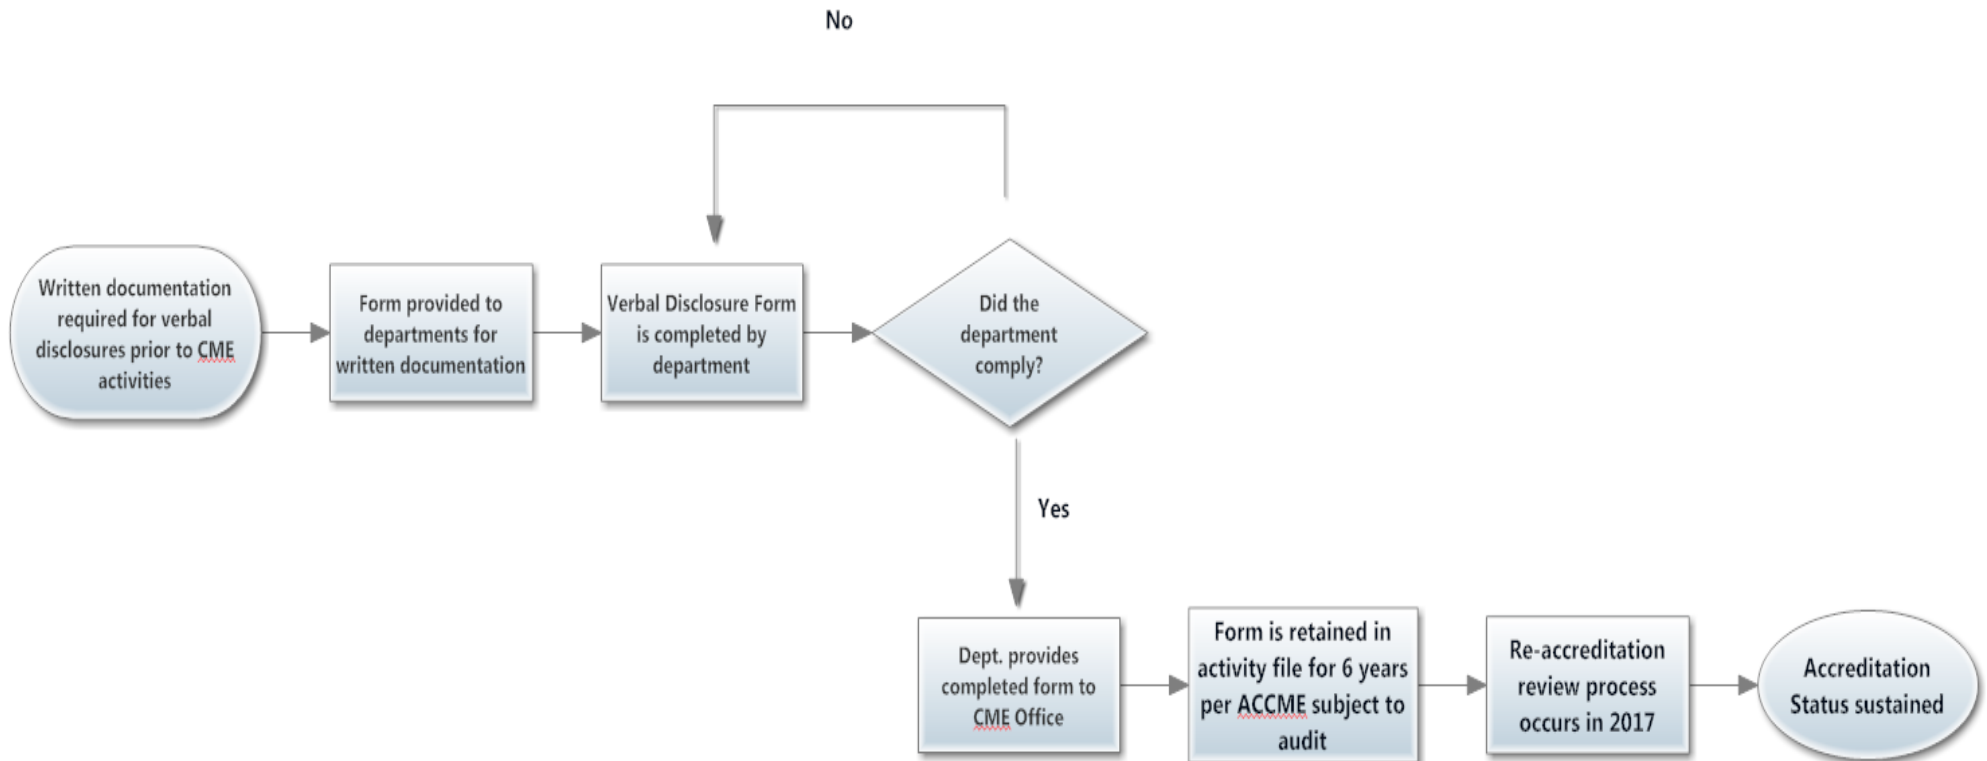 No
Written documentation
required for verbal
disclosures prior to CME
activities
Form provided to
departments for
written documentation
Verbal Disclosure Form
is completed by
department
Did the
department
comply?
Yes
Dept. provides
completed form to
CME Office
Form is retained in
activity file for 6 years
per ACCME subject to
audit
Re-accreditation
review process
occurs in 2017
Accreditation
Status sustained